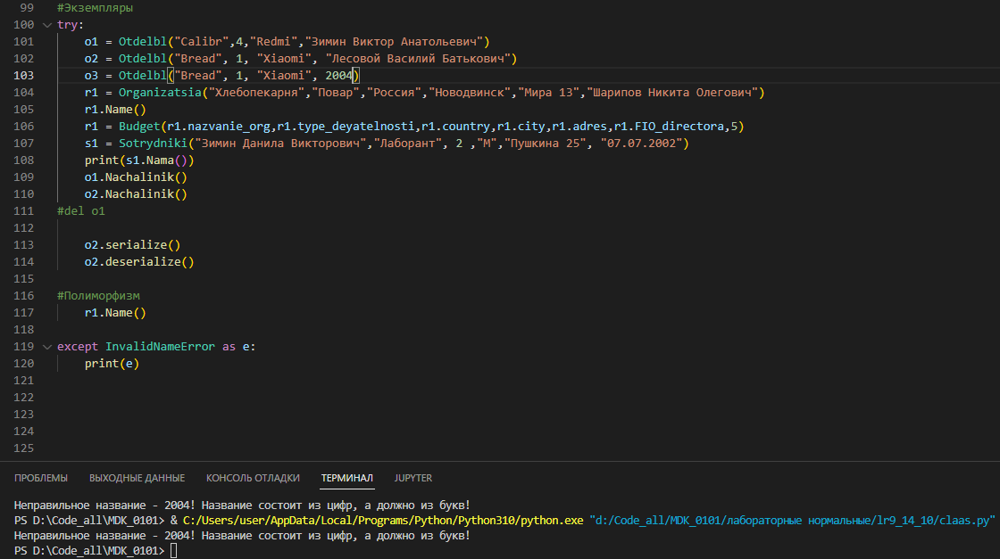 99 #Экземпляры
100 try:
101 o1 = Otdelbl("Calibr",4,"Redmi","Зимин Виктор Анатольевич")
102 o2 = Otdelbl("Bread", 1, "Xiaomi", "Лесовой Василий Батькович")
103 o3 = Otdelbl("Bread", 1, "Xiaomi", 2004)
104 r1 = Organizatsia("Хлебопекарня","Повар","Россия","Новодвинск","Мира 13","Шарипов Никита Олегович")
105 r1.Name()
106 r1 = Budget(r1.nazvanie_org,r1.type_deyatelnosti,r1.country,r1.city,r1.adres,r1.FIO_directora,5)
107 s1 = Sotrydniki("Зимин Данила Викторович","Лаборант", 2 ,"М","Пушкина 25", "07.07.2002")
108 print(s1.Nama())
109 o1.Nachalinik()
110 o2.Nachalinik()
111 #del o1
112
113 o2.serialize()
114 o2.deserialize()
115
116 #Полиморфизм
117 r1.Name()
118
119 except InvalidNameError as e:
120 print(e)
121
122
123
124
125
ПРОБЛЕМЫ ВЫХОДНЫЕ ДАННЫЕ КОНСОЛЬ ОТЛАДКИ ТЕРМИНАЛ JUPYTER
Неправильное название - 2004! Название состоит из цифр, а должно из букв!
PS D:\Code_all\MDK_0101> & C:/Users/user/AppData/Local/Programs/Python/Python310/python.exe "d:/Code_all/MDK_0101/лабораторные нормальные/lr9_14_10/claas.py"
Неправильное название - 2004! Название состоит из цифр, а должно из букв!
PS D:\Code_all\MDK_0101>